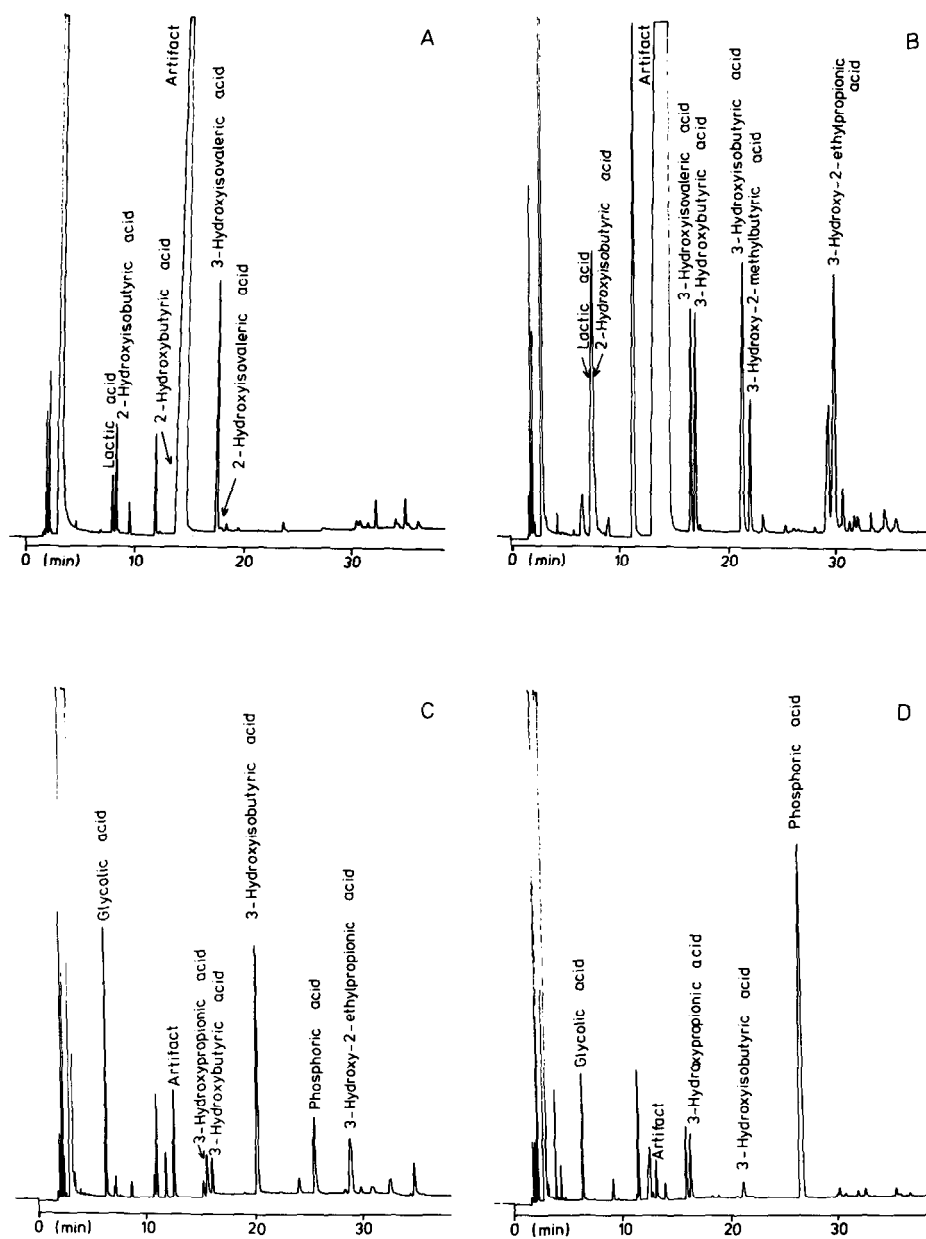 A
Artifact
Lactic acid
2-Hydroxyisobutyric acid
2-Hydroxybutyric acid
3-Hydroxyisovaleric acid
2-Hydroxyisovaleric acid
0 (min) 10 20 30
B
Artifact
Lactic acid
2-Hydroxyisobutyric acid
3-Hydroxyisovaleric acid
3-Hydroxybutyric acid
3-Hydroxyisobutyric acid
3-Hydroxy-2-methylbutyric acid
3-Hydroxy-2-ethylpropionic
acid
0 (min) 10 20 30
C
Glycolic acid
Artifact
3-Hydroxypropionic acid
3-Hydroxybutyric acid
3-Hydroxyisobutyric acid
Phosphoric acid
3-Hydroxy-2-ethylpropionic acid
0 (min) 10 20 30
D
Glycolic acid
Artifact
3-Hydroxypropionic acid
3-Hydroxyisobutyric acid
Phosphoric acid
0 (min) 10 20 30